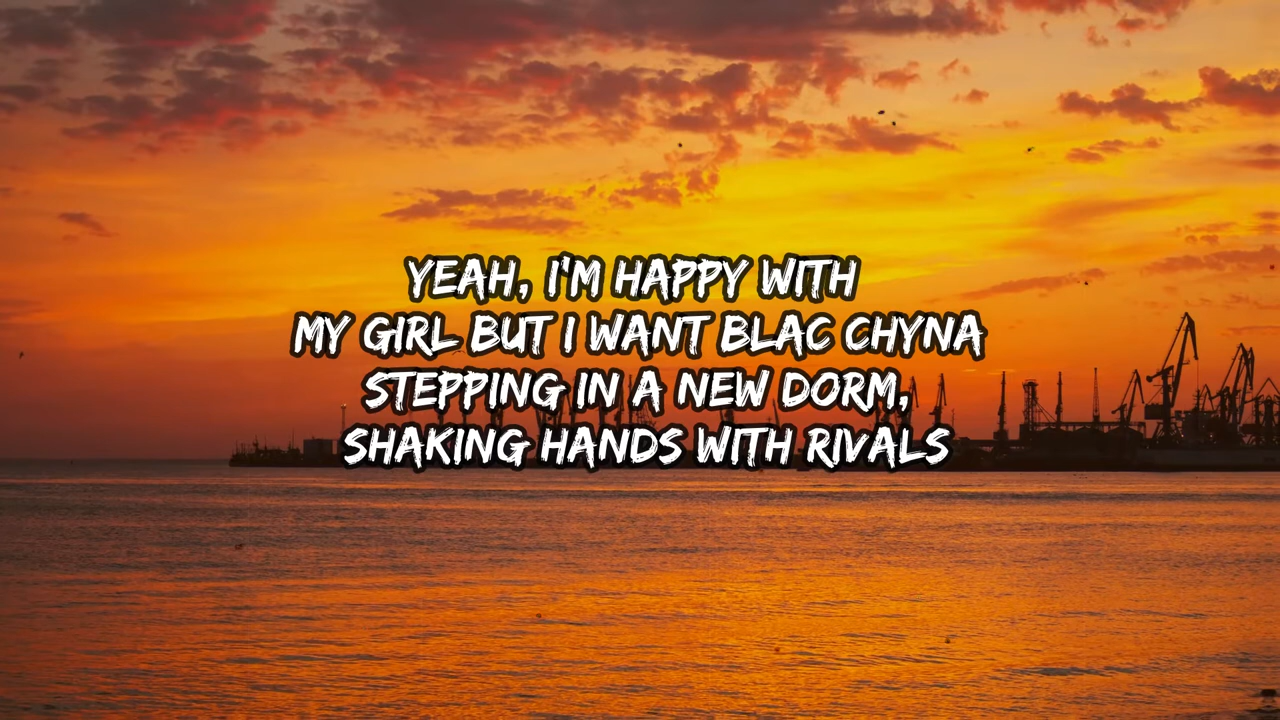 YEAH, I'M HAPPY WITH
MY GIRL BUT I WANT BLAC CHYNA
STEPPING IN A NEW DORM,
SHAKING HANDS WITH RIVALS